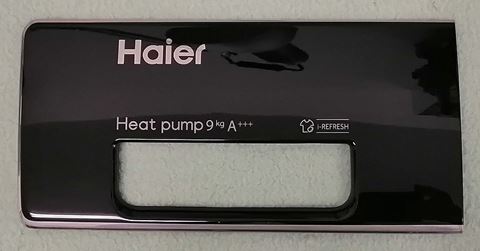 Haier
Heat pump 9 kg A+++
i-REFRESH